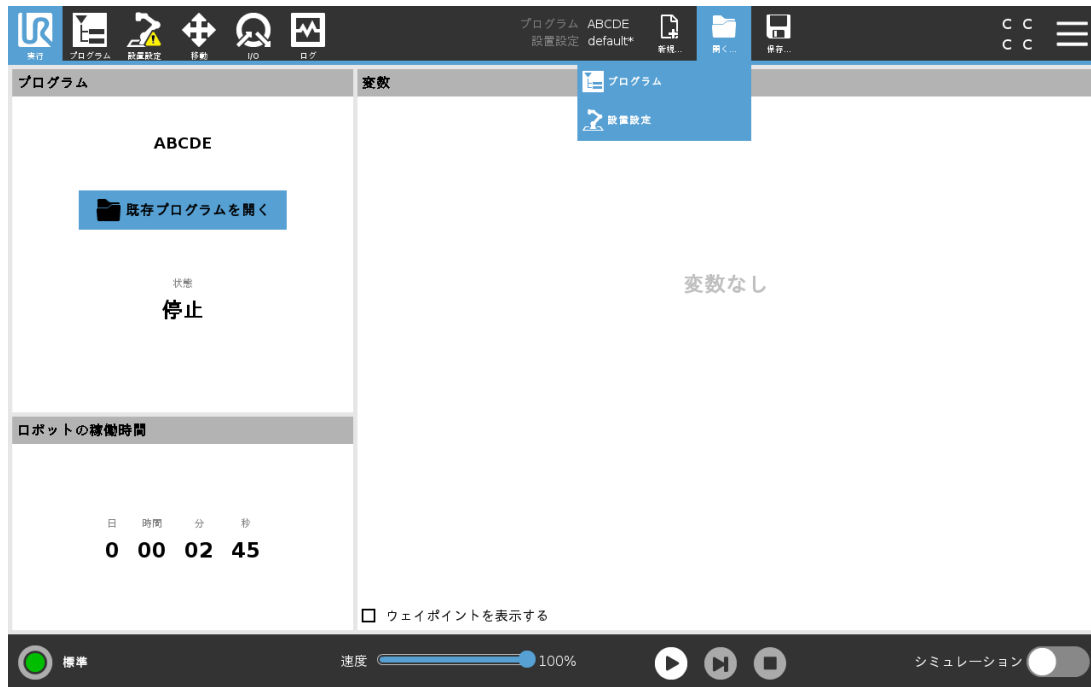 UR
実行 プログラム 設置設定 移動 I/O ログ
プログラム ABCDE
設置設定 default*
新規... 開く... 保存...
C C
C C
プログラム
設置設定
プログラム
ABCDE
既存プログラムを開く
状態
停止
変数
変数なし
ウェイポイントを表示する
ロボットの稼働時間
日 時間 分 秒
0 00 02 45
標準
速度 100%
シミュレーション